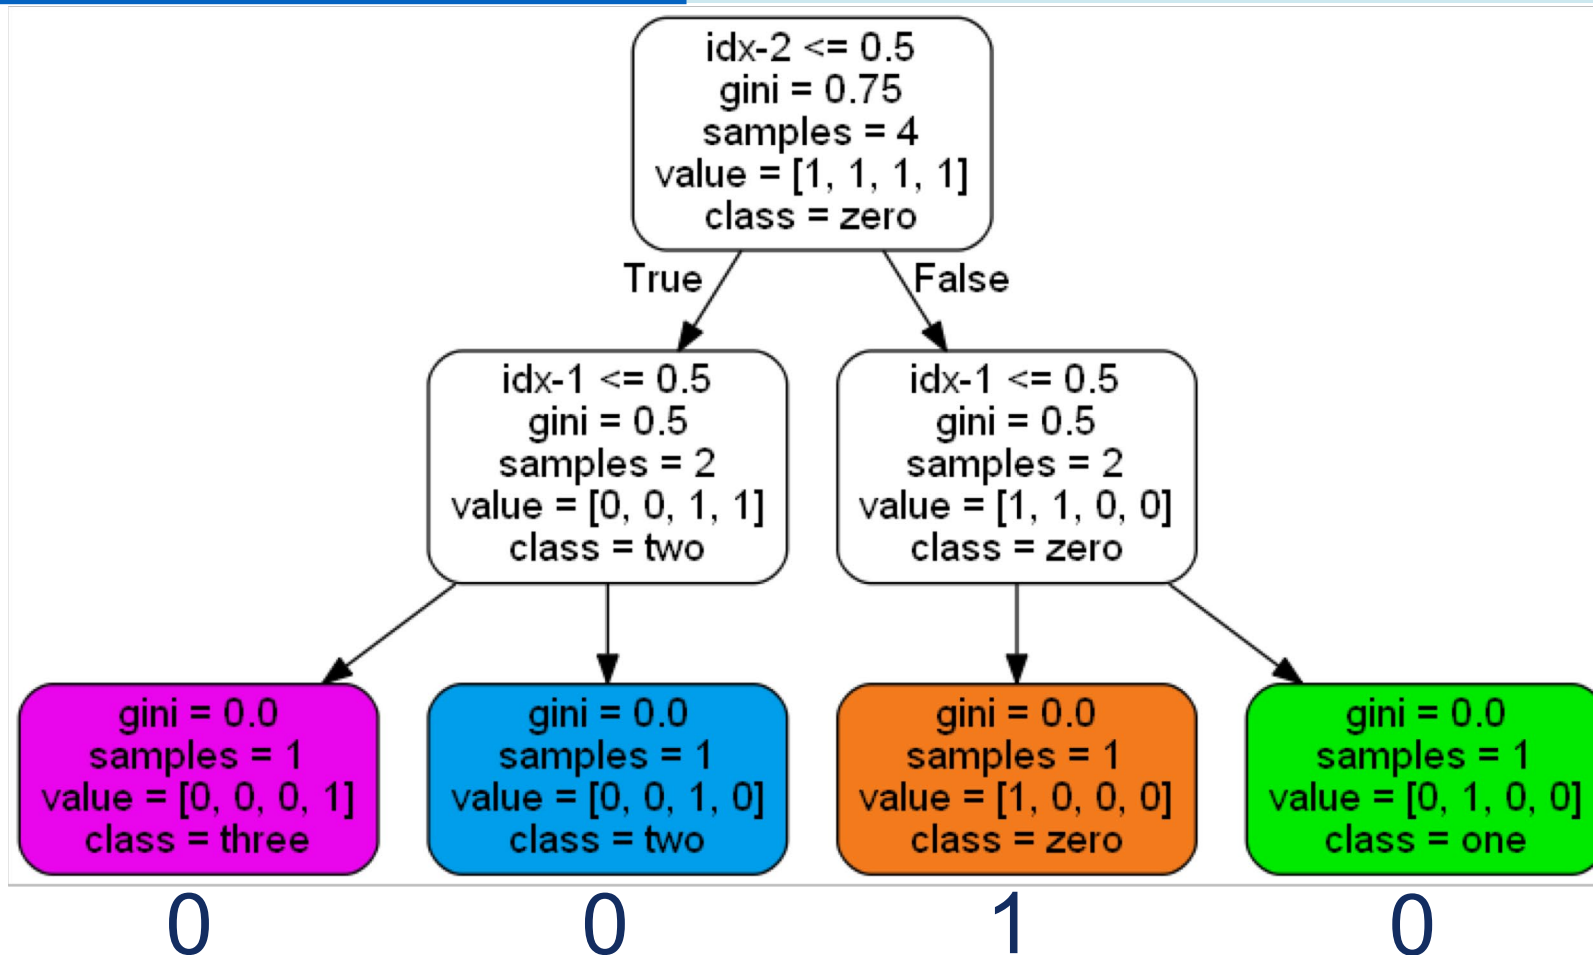 idx-2 <= 0.5
gini = 0.75
samples = 4
value = [1, 1, 1, 1]
class = zero
True
False
idx-1 <= 0.5
gini = 0.5
samples = 2
value = [0, 0, 1, 1]
class = two
idx-1 <= 0.5
gini = 0.5
samples = 2
value = [1, 1, 0, 0]
class = zero
gini = 0.0
samples = 1
value = [0, 0, 0, 1]
class = three
gini = 0.0
samples = 1
value = [0, 0, 1, 0]
class = two
gini = 0.0
samples = 1
value = [1, 0, 0, 0]
class = zero
gini = 0.0
samples = 1
value = [0, 1, 0, 0]
class = one
0 0 1 0